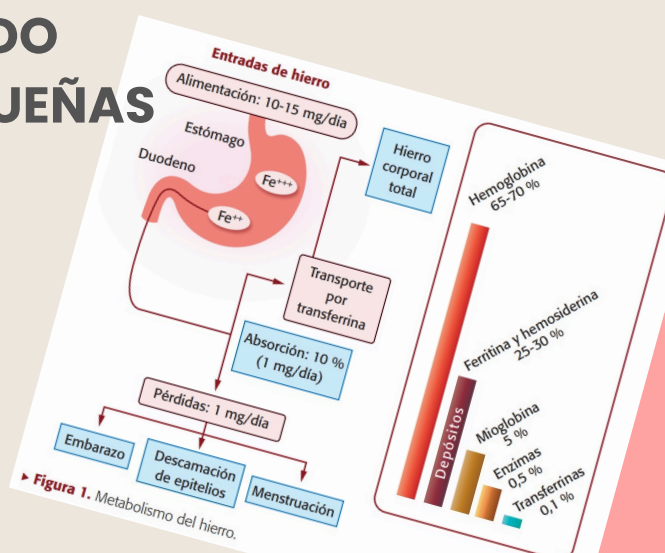 DO
UEÑAS
Entradas de hierro
Alimentación: 10-15 mg/día
Estómago
Duodeno
Fe+++
Fe++
Hierro
corporal
total
Transporte
por
transferrina
Absorción: 10 %
(1 mg/día)
Pérdidas: 1 mg/día
Embarazo
Descamación
de epitelios
Menstruación
Hemoglobina
65-70 %
Ferritina y hemosiderina
25-30 %
Depósitos
Mioglobina
5 %
Enzimas
0,5 %
Transferrinas
0,1 %
▸ Figura 1. Metabolismo del hierro.